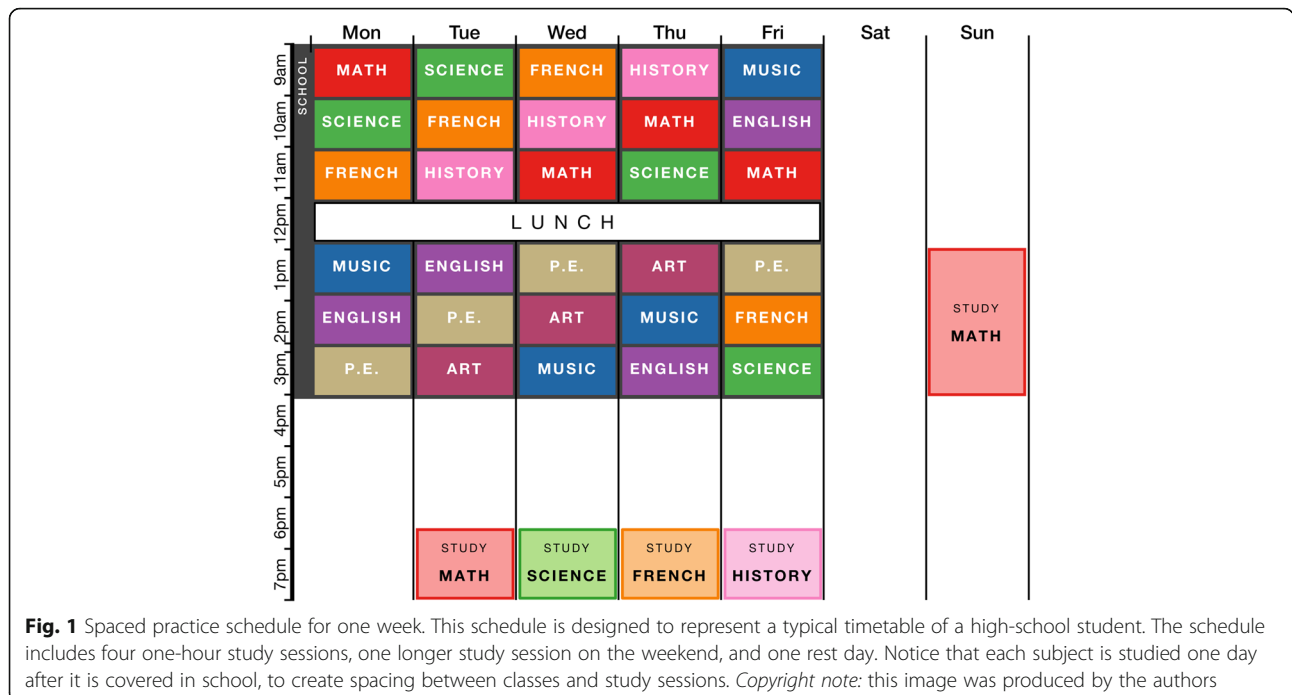 Mon Tue Wed Thu Fri Sat Sun
SCHOOL
9am MATH SCIENCE FRENCH HISTORY MUSIC
10am SCIENCE FRENCH HISTORY MATH ENGLISH
11am FRENCH HISTORY MATH SCIENCE MATH
12pm LUNCH
1pm MUSIC ENGLISH P.E. ART P.E.
2pm ENGLISH P.E. ART MUSIC FRENCH
STUDY
MATH
3pm P.E. ART MUSIC ENGLISH SCIENCE
4pm
5pm
6pm
STUDY STUDY STUDY STUDY
7pm MATH SCIENCE FRENCH HISTORY
Fig. 1 Spaced practice schedule for one week. This schedule is designed to represent a typical timetable of a high-school student. The schedule
includes four one-hour study sessions, one longer study session on the weekend, and one rest day. Notice that each subject is studied one day
after it is covered in school, to create spacing between classes and study sessions. Copyright note: this image was produced by the authors